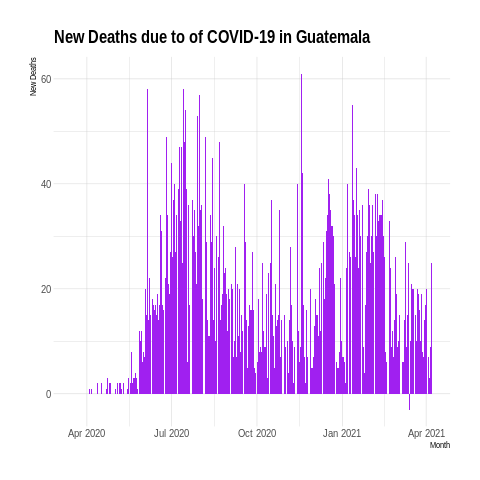 New Deaths due to of COVID-19 in Guatemala
New Deaths
60
40
20
0
Apr 2020 Jul 2020 Oct 2020 Jan 2021 Apr 2021
Month